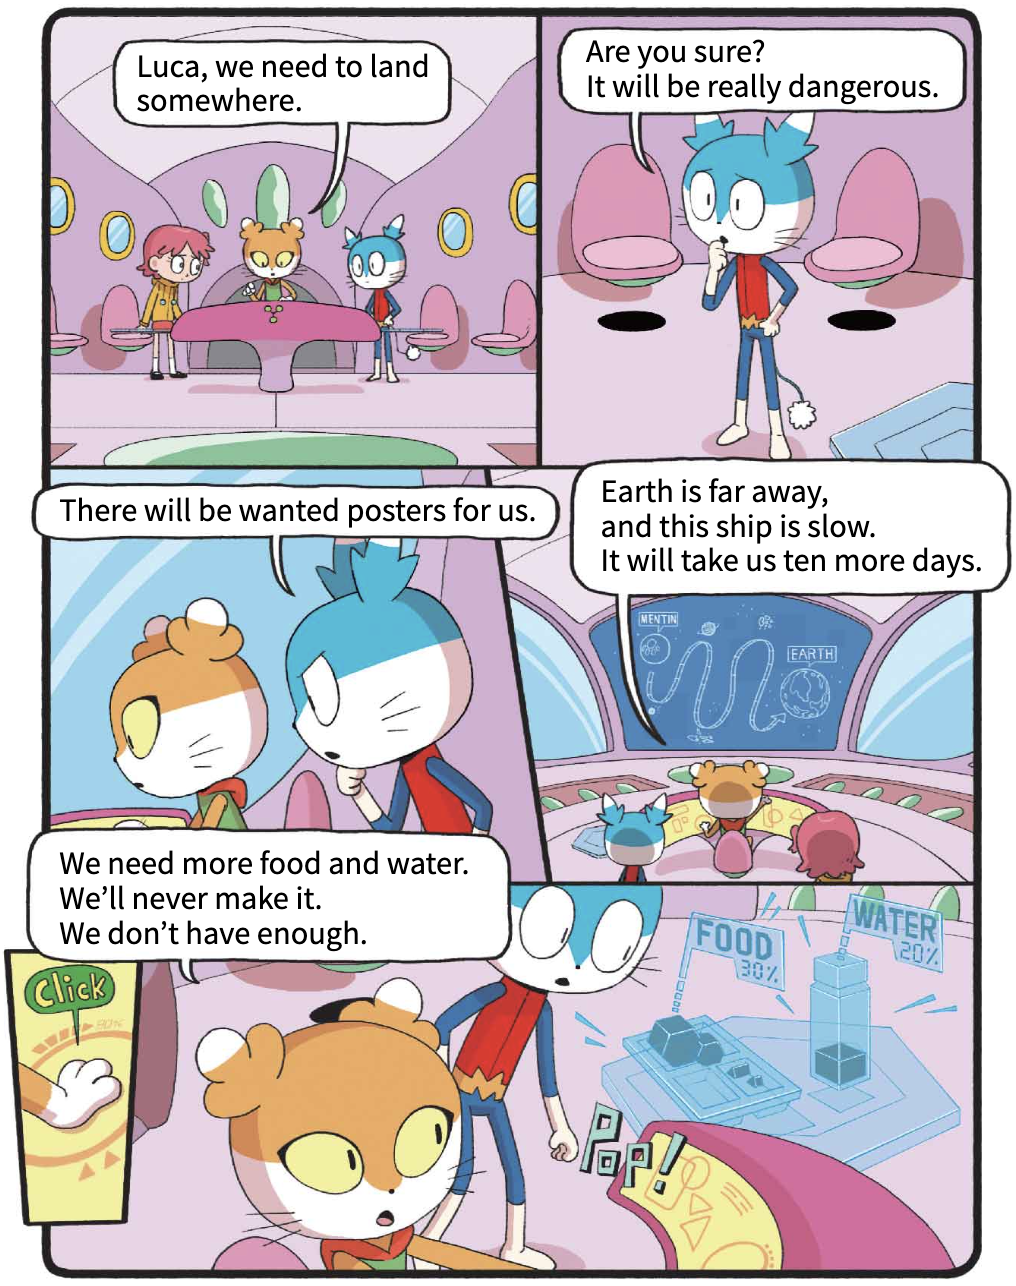 Luca, we need to land
somewhere.
Are you sure?
It will be really dangerous.
There will be wanted posters for us.
Earth is far away,
and this ship is slow.
It will take us ten more days.
MENTIN
EARTH
We need more food and water.
We'll never make it.
We don't have enough.
Click
30%
FOOD
30%
WATER
20%
POP!